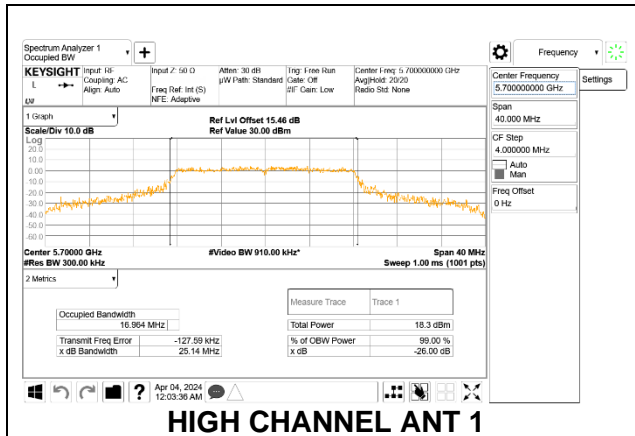 Spectrum Analyzer 1
Occupied BW
Frequency
KEYSIGHT
Input: RF
Coupling: AC
Align: Auto
Input Z: 50 Ω
Freq Ref: Int (S)
NFE: Adaptive
Atten: 30 dB
µW Path: Standard
Trig: Free Run
Gate: Off
#IF Gain: Low
Center Freq: 5.700000000 GHz
Avg|Hold: 20/20
Radio Std: None
L
Center Frequency
5.700000000 GHz
Settings
Span
40.000 MHz
CF Step
4.000000 MHz
Auto
Man
Freq Offset
0 Hz
1 Graph
Scale/Div 10.0 dB
Ref Lvl Offset 15.46 dB
Ref Value 30.00 dBm
Log
20.0
10.0
0.00
-10.0
-20.0
-30.0
-40.0
-50.0
-60.0
Center 5.70000 GHz
#Res BW 300.00 kHz
#Video BW 910.00 kHz*
Span 40 MHz
Sweep 1.00 ms (1001 pts)
2 Metrics
Measure Trace Trace 1
Occupied Bandwidth
16.964 MHz
Total Power 18.3 dBm
Transmit Freq Error -127.59 kHz
% of OBW Power 99.00 %
x dB Bandwidth 25.14 MHz
x dB -26.00 dB
Apr 04, 2024
12:03:36 AM
HIGH CHANNEL ANT 1